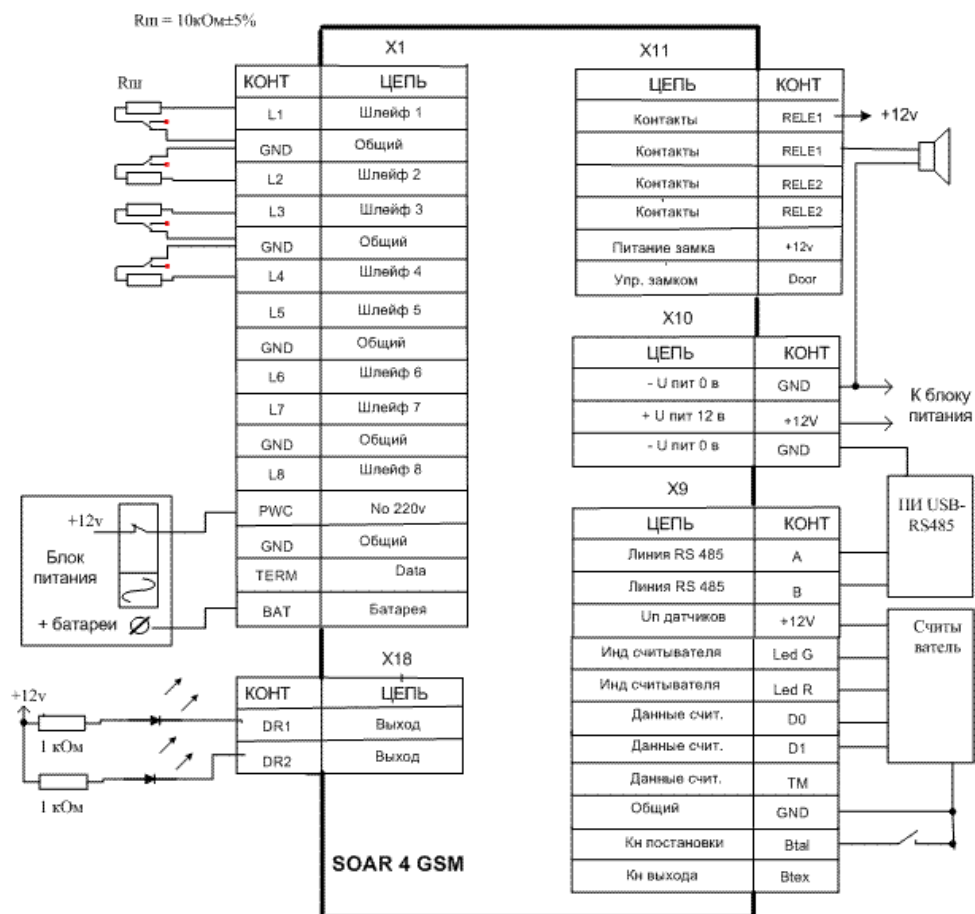 Rш = 10кОм±5%
X1
КОНТ ЦЕПЬ
L1 Шлейф 1
GND Общий
L2 Шлейф 2
L3 Шлейф 3
GND Общий
L4 Шлейф 4
L5 Шлейф 5
GND Общий
L6 Шлейф 6
L7 Шлейф 7
GND Общий
L8 Шлейф 8
PWC No 220v
GND Общий
TERM Data
BAT Батарея
Rш
+12v
Блок
питания
+ батареи
X18
КОНТ ЦЕПЬ
DR1 Выход
DR2 Выход
+12v
1 кОм
1 кОм
SOAR 4 GSM
X11
ЦЕПЬ КОНТ
Контакты RELE1
Контакты RELE1
Контакты RELE2
Контакты RELE2
Питание замка +12v
Упр. замком Door
+12v
X10
ЦЕПЬ КОНТ
- U пит 0 в GND
+ U пит 12 в +12V
- U пит 0 в GND
К блоку
питания
X9
ЦЕПЬ КОНТ
Линия RS 485 A
Линия RS 485 B
Uп датчиков +12V
Инд считывателя Led G
Инд считывателя Led R
Данные счит. D0
Данные счит. D1
Данные счит. TM
Общий GND
Кн постановки Btal
Кн выхода Btex
ПИ USB-
RS485
Считы
ватель